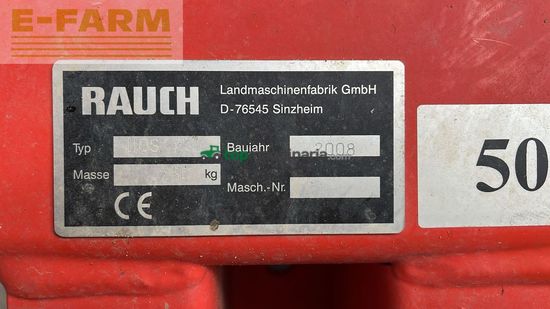 E-FARM
RAUCH
Landmaschinenfabrik GmbH
D-76545 Sinzheim
Typ
Baujahr 2008
Masse kg
Masch.-Nr.
CE
50